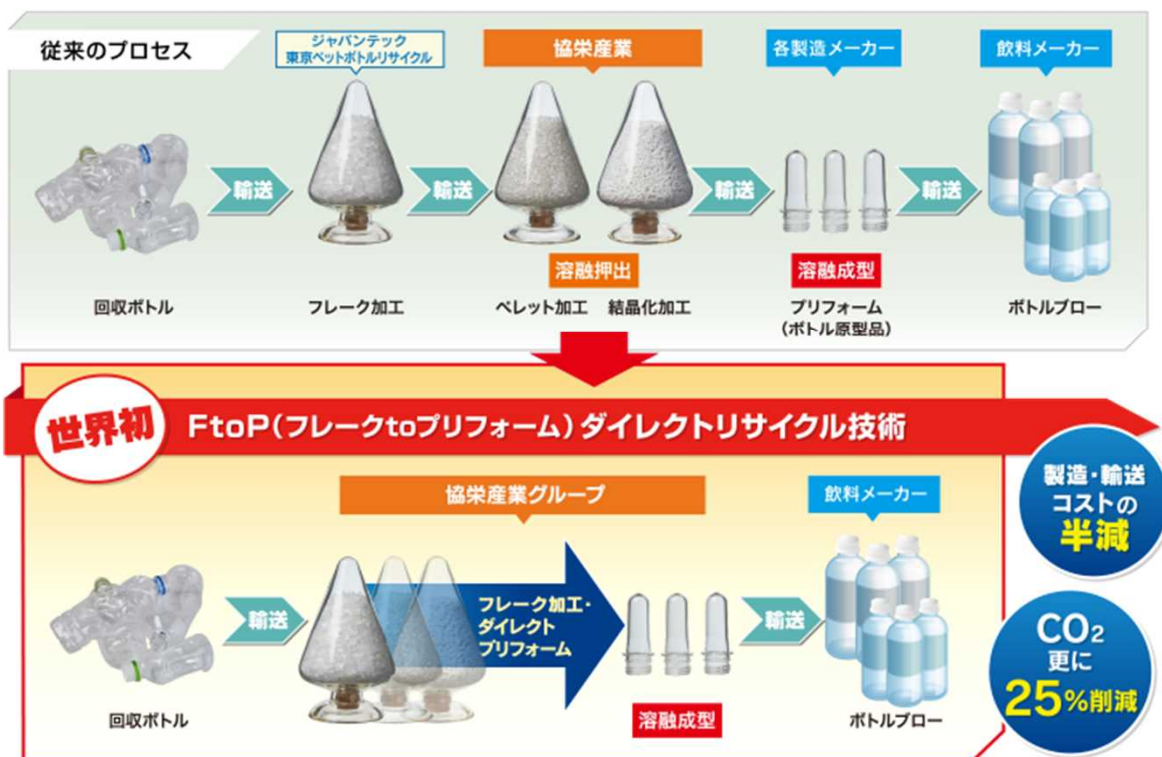 従来のプロセス
ジャパンテック
東京ペットボトルリサイクル
協栄産業
各製造メーカー
飲料メーカー
輸送
輸送
輸送
輸送
溶融押出
溶融成型
回収ボトル
フレーク加工
ペレット加工
結晶化加工
プリフォーム
(ボトル原型品)
ボトルブロー
世界初
FtoP(フレークtoプリフォーム)ダイレクトリサイクル技術
協栄産業グループ
飲料メーカー
製造・輸送
コストの
半減
輸送
フレーク加工・
ダイレクト
プリフォーム
輸送
CO2
更に
25%削減
回収ボトル
溶融成型
ボトルブロー